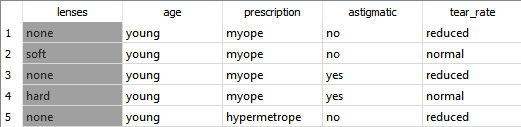 lenses age prescription astigmatic tear_rate
1 none young myope no reduced
2 soft young myope no normal
3 none young myope yes reduced
4 hard young myope yes normal
5 none young hypermetrope no reduced